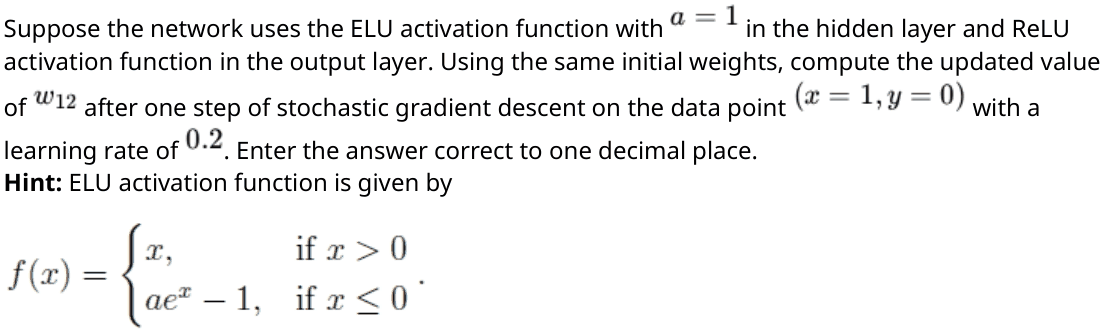 Suppose the network uses the ELU activation function with a = 1 in the hidden layer and ReLU
activation function in the output layer. Using the same initial weights, compute the updated value
of w12 after one step of stochastic gradient descent on the data point (x = 1, y = 0) with a
learning rate of 0.2. Enter the answer correct to one decimal place.
Hint: ELU activation function is given by
f(x) = { x, if x > 0
ae^x − 1, if x ≤ 0 .